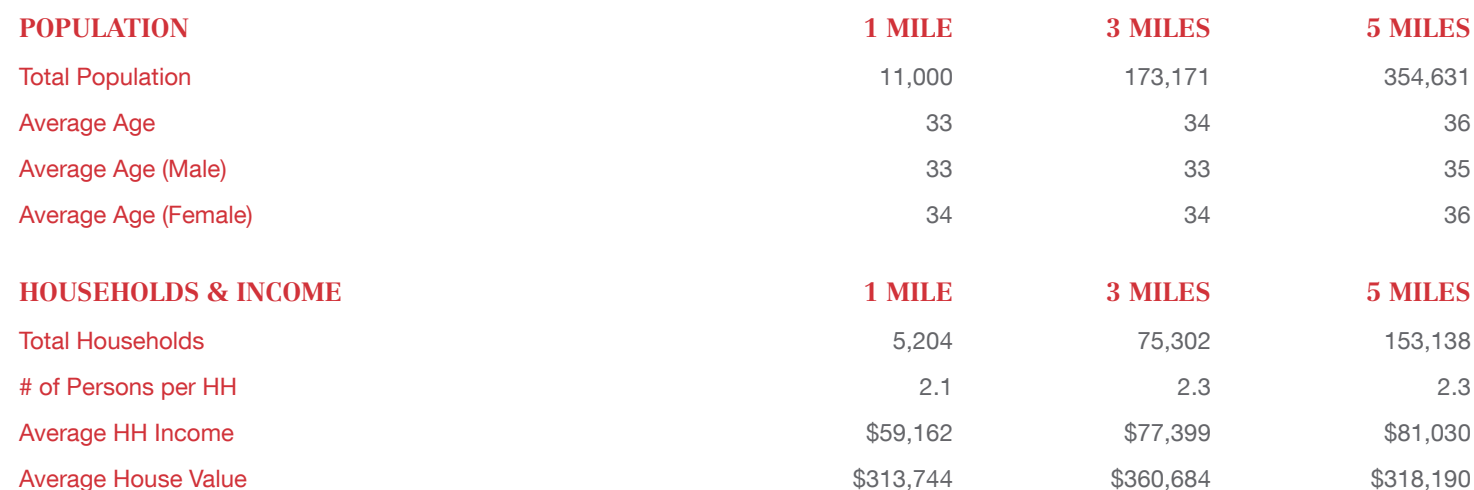 POPULATION 1 MILE 3 MILES 5 MILES
Total Population 11,000 173,171 354,631
Average Age 33 34 36
Average Age (Male) 33 33 35
Average Age (Female) 34 34 36
HOUSEHOLDS & INCOME 1 MILE 3 MILES 5 MILES
Total Households 5,204 75,302 153,138
# of Persons per HH 2.1 2.3 2.3
Average HH Income $59,162 $77,399 $81,030
Average House Value $313,744 $360,684 $318,190